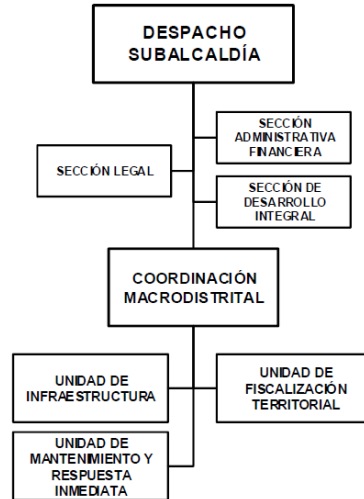 DESPACHO
SUBALCALDÍA
SECCIÓN
ADMINISTRATIVA
FINANCIERA
SECCIÓN LEGAL
SECCIÓN DE
DESARROLLO
INTEGRAL
COORDINACIÓN
MACRODISTRITAL
UNIDAD DE
INFRAESTRUCTURA
UNIDAD DE
FISCALIZACIÓN
TERRITORIAL
UNIDAD DE
MANTENIMIENTO Y
RESPUESTA
INMEDIATA